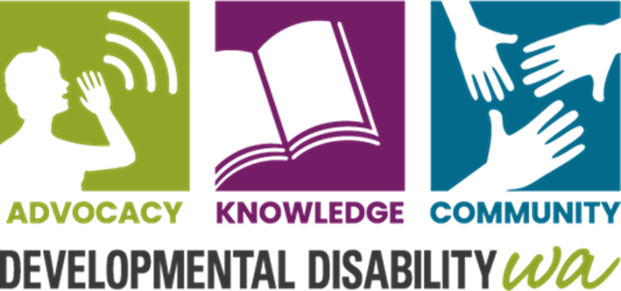 ADVOCACY KNOWLEDGE COMMUNITY
DEVELOPMENTAL DISABILITY wa